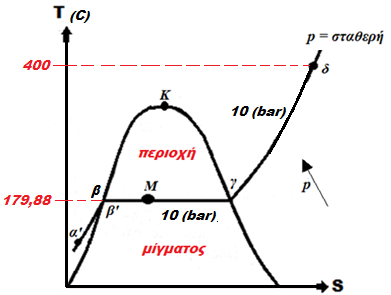 T (C)
p = σταθερή
400
δ
K
10 (bar)
περιοχή
β
M
γ
p
179,88
β'
10 (bar)
α'
μίγματος
S